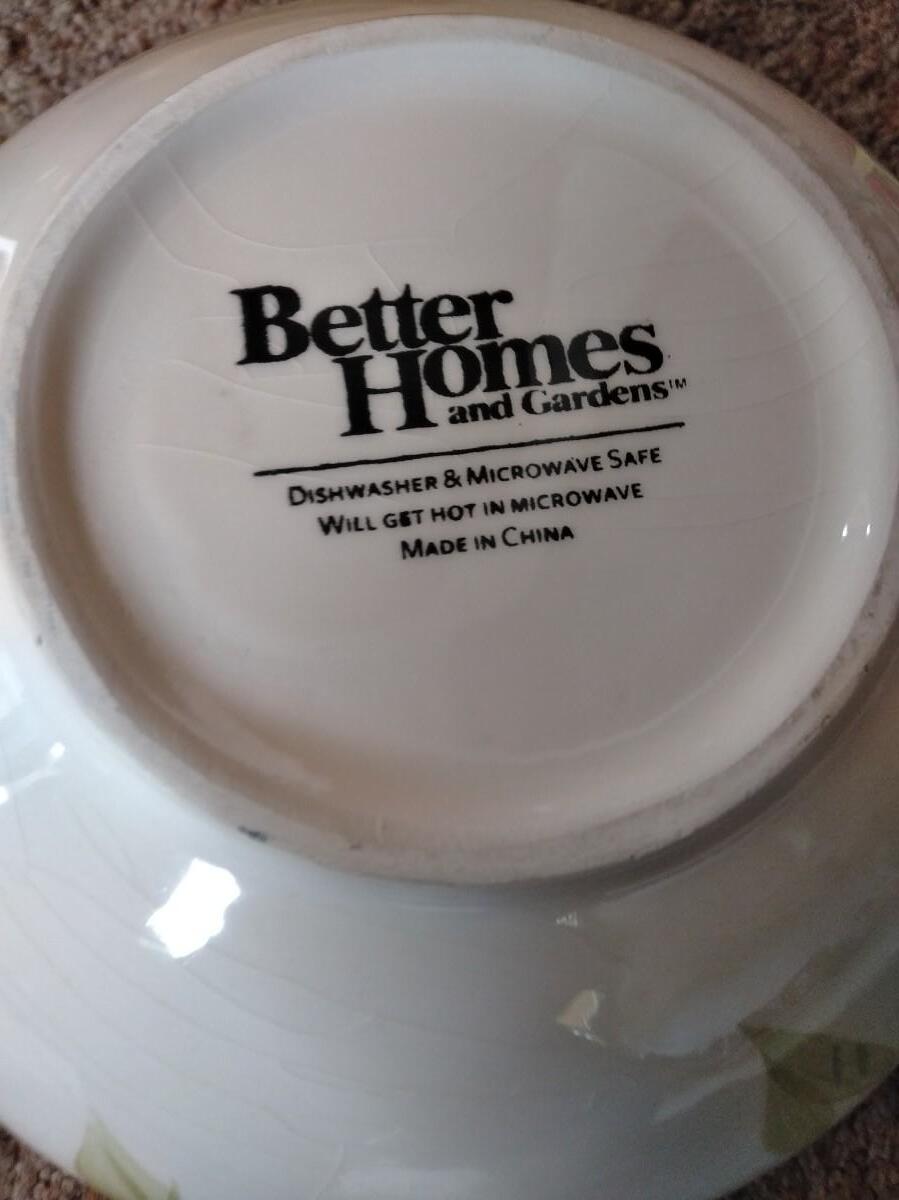 Better
Homes
and Gardens™
DISHWASHER & MICROWAVE SAFE
WILL GET HOT IN MICROWAVE
MADE IN CHINA